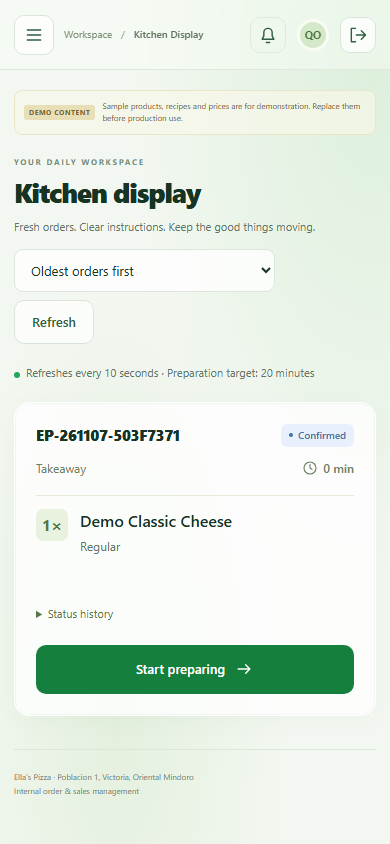 Workspace / Kitchen Display
QO
DEMO CONTENT
Sample products, recipes and prices are for demonstration. Replace them
before production use.
YOUR DAILY WORKSPACE
Kitchen display
Fresh orders. Clear instructions. Keep the good things moving.
Oldest orders first
Refresh
Refreshes every 10 seconds · Preparation target: 20 minutes
EP-261107-503F7371
Confirmed
Takeaway
0 min
1×
Demo Classic Cheese
Regular
Status history
Start preparing
Ella's Pizza · Poblacion 1, Victoria, Oriental Mindoro
Internal order & sales management